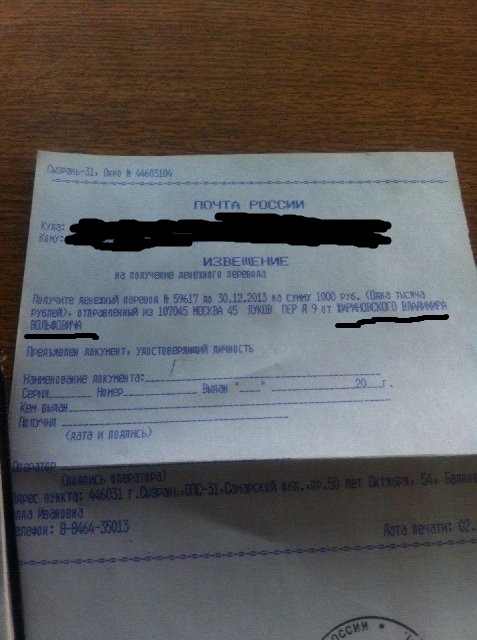 Сызрань-31, Окно № 44603104
ПОЧТА РОССИИ
Куда:
Кому:
ИЗВЕЩЕНИЕ
на получение денежного перевода
Получите денежный перевод № 59617 до 30.12.2013 на сумму 1000 руб. (Одна тысяча
рублей), отправленный из 107045 МОСКВА 45 ЛУКОВ ПЕР Д 9 от ЖИРИНОВСКОГО ВЛАДИМИРА
ВОЛЬФОВИЧА
Предъявлен документ, удостоверяющий личность
Наименование документа:
Серия Номер Выдан "___" 20 г.
Кем выдан
Получил
(дата и подпись)
Оператор
(подпись оператора)
Адрес пункта: 446031 г.Сызрань,ОПС-31,Самарской обл.,пр.50 лет Октября, 54,
Ивановна
телефон: 8-8464-35013
Дата печати: 02.
РОССИИ *